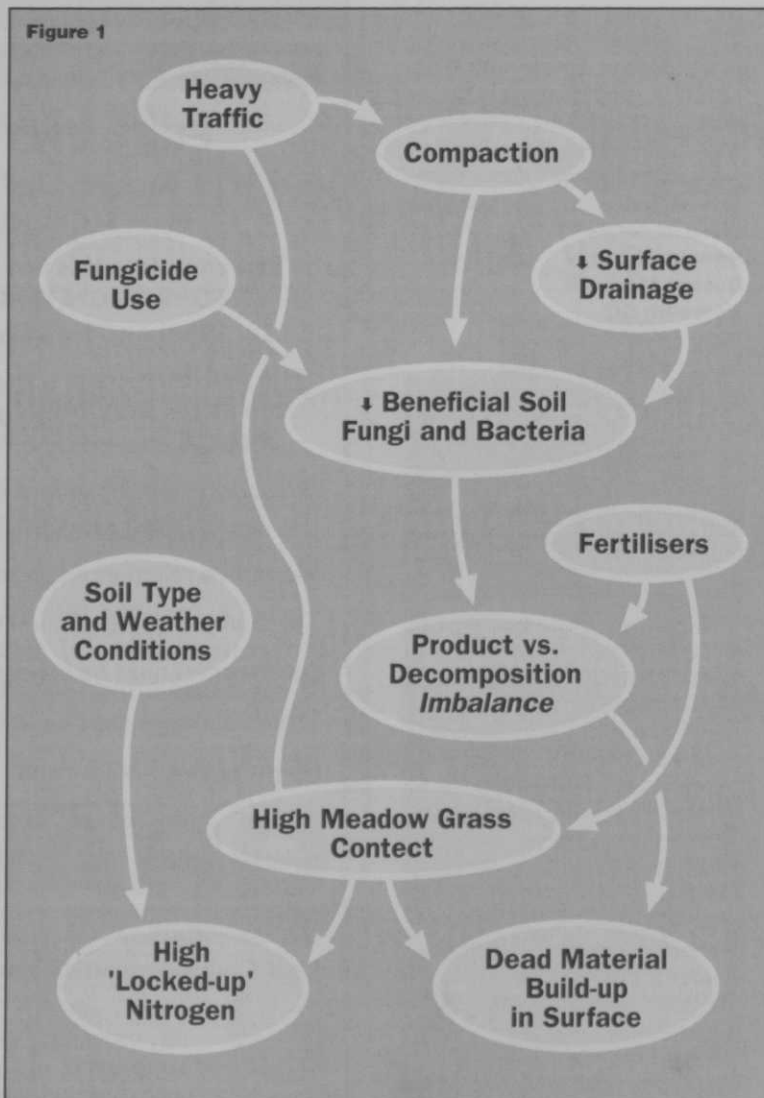 Figure 1
Heavy
Traffic
Compaction
Fungicide
Use
↓ Surface
Drainage
↓ Beneficial Soil
Fungi and Bacteria
Fertilisers
Soil Type
and Weather
Conditions
Product vs.
Decomposition
Imbalance
High Meadow Grass
Contect
High
'Locked-up'
Nitrogen
Dead Material
Build-up
in Surface